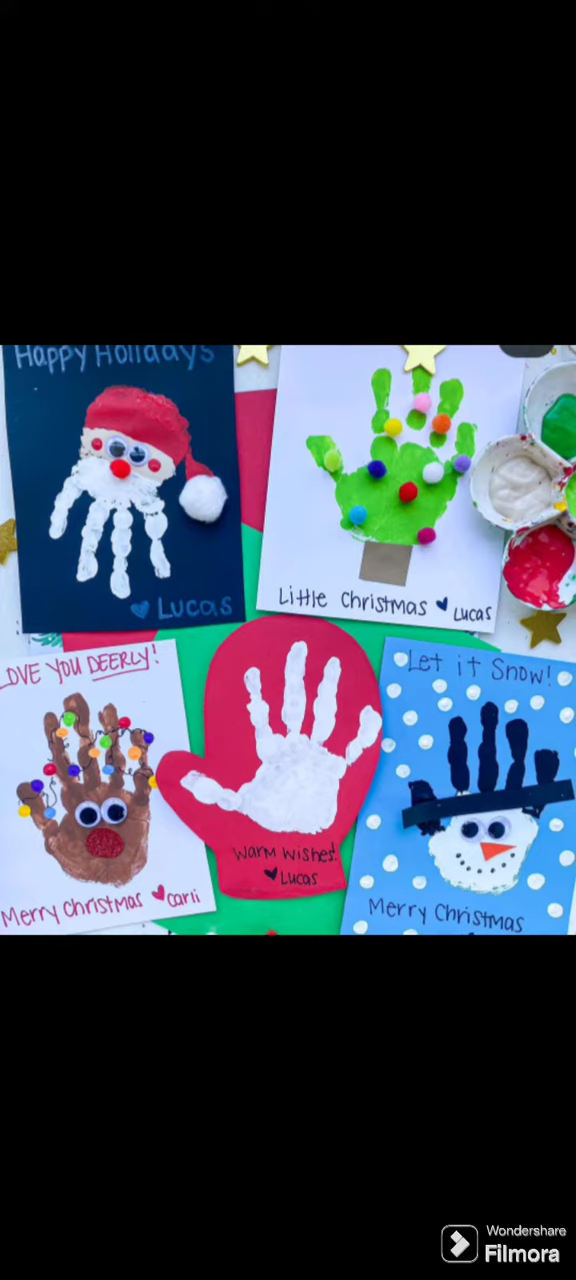 Happy Holidays
♥ Lucas
Little Christmas ♥ Lucas
LOVE YOU DEERLY!
Merry Christmas ♥ Carli
Warm Wishes!
♥ Lucas
Let it Snow!
Merry Christmas
Wondershare
Filmora